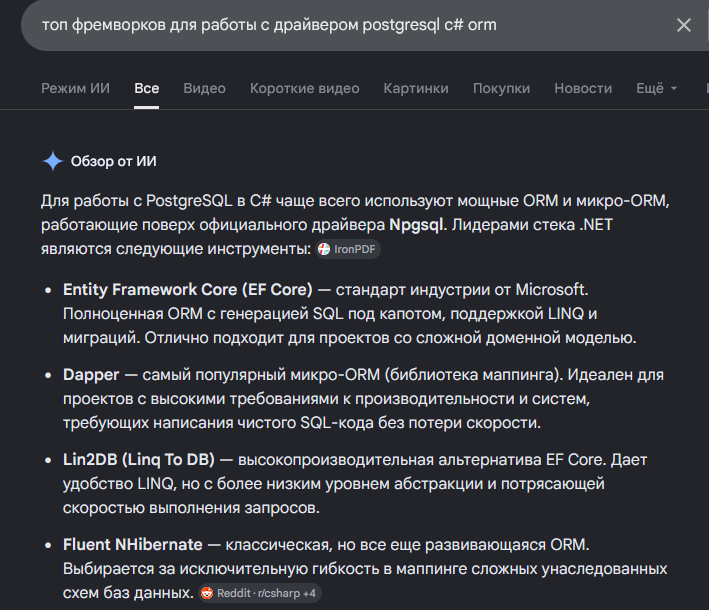 топ фремворков для работы с драйвером postgresql c# orm
Режим ИИ Все Видео Короткие видео Картинки Покупки Новости Ещё
Обзор от ИИ
Для работы с PostgreSQL в C# чаще всего используют мощные ORM и микро-ORM,
работающие поверх официального драйвера Npgsql. Лидерами стека .NET
являются следующие инструменты: IronPDF
• Entity Framework Core (EF Core) — стандарт индустрии от Microsoft.
Полноценная ORM с генерацией SQL под капотом, поддержкой LINQ и
миграций. Отлично подходит для проектов со сложной доменной моделью.
• Dapper — самый популярный микро-ORM (библиотека маппинга). Идеален для
проектов с высокими требованиями к производительности и систем,
требующих написания чистого SQL-кода без потери скорости.
• Lin2DB (Linq To DB) — высокопроизводительная альтернатива EF Core. Дает
удобство LINQ, но с более низким уровнем абстракции и потрясающей
скоростью выполнения запросов.
• Fluent NHibernate — классическая, но все еще развивающаяся ORM.
Выбирается за исключительную гибкость в маппинге сложных унаследованных
схем баз данных. Reddit · r/csharp +4